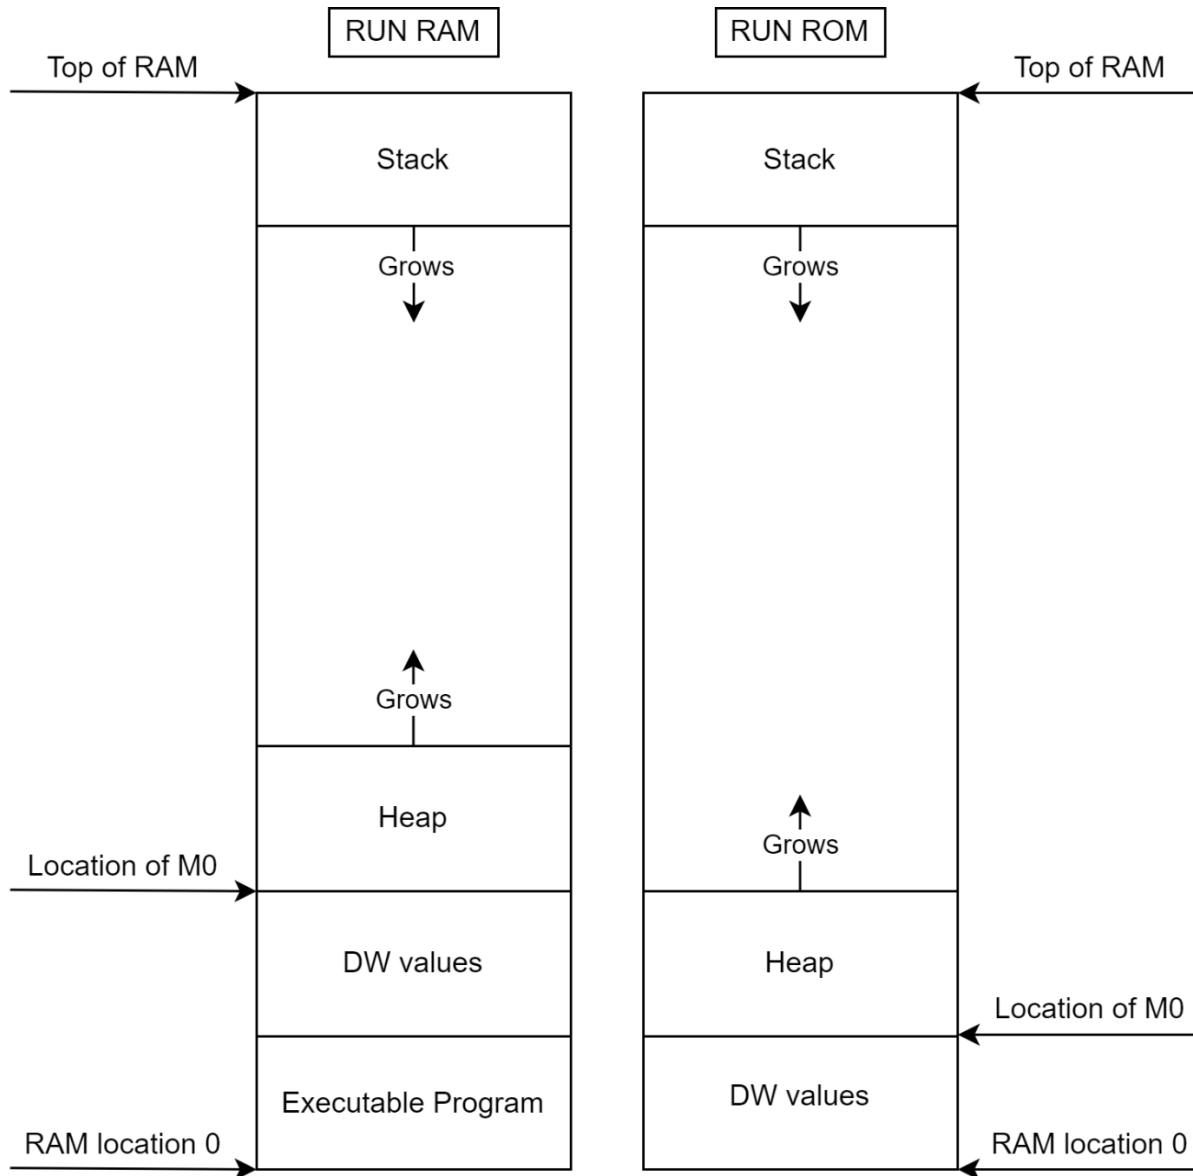 RUN RAM
RUN ROM
Top of RAM
Top of RAM
Stack
Stack
Grows
Grows
Grows
Heap
Grows
Location of M0
DW values
Heap
Location of M0
Executable Program
DW values
RAM location 0
RAM location 0